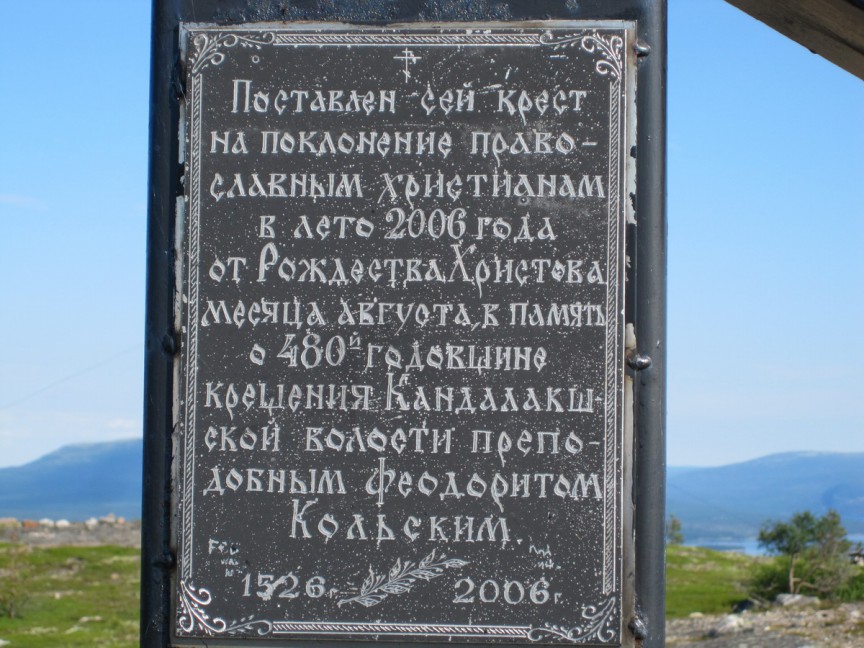 Поставлен сей крест
на поклонение право-
славным христианам
в лето 2006 года
от Рождества Христова
месяца августа, в память
о 480й годовщине
крещения Кандалакш-
ской волости препо-
добным Феодоритом
Кольским.
1526г. 2006г.